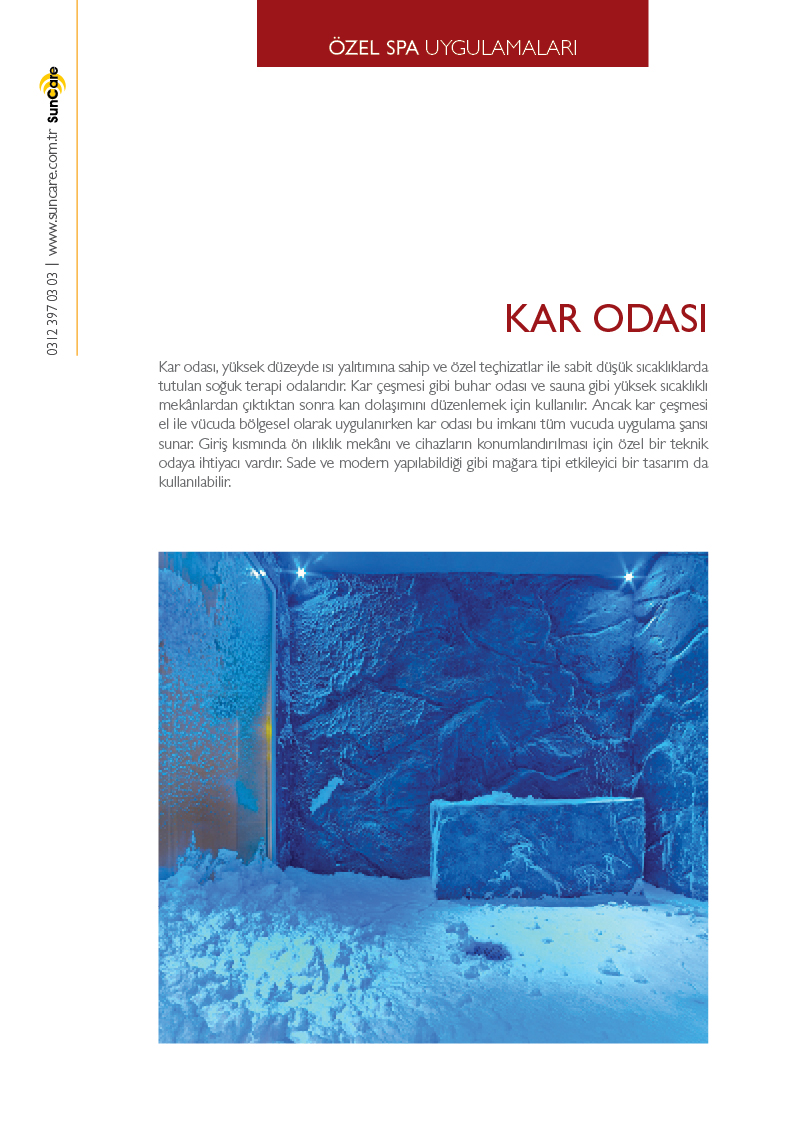 ÖZEL SPA UYGULAMALARI
0312 397 03 03 | www.suncare.com.tr SunCare
KAR ODASI
Kar odası, yüksek düzeyde ısı yalıtımına sahip ve özel teçhizatlar ile sabit düşük sıcaklıklarda
tutulan soğuk terapi odalarıdır. Kar çeşmesi gibi buhar odası ve sauna gibi yüksek sıcaklıklı
mekânlardan çıktıktan sonra kan dolaşımını düzenlemek için kullanılır. Ancak kar çeşmesi
el ile vücuda bölgesel olarak uygulanırken kar odası bu imkanı tüm vucuda uygulama şansı
sunar. Giriş kısmında ön ılıklık mekânı ve cihazların konumlandırılması için özel bir teknik
odaya ihtiyacı vardır. Sade ve modern yapılabildiği gibi mağara tipi etkileyici bir tasarım da
kullanılabilir.